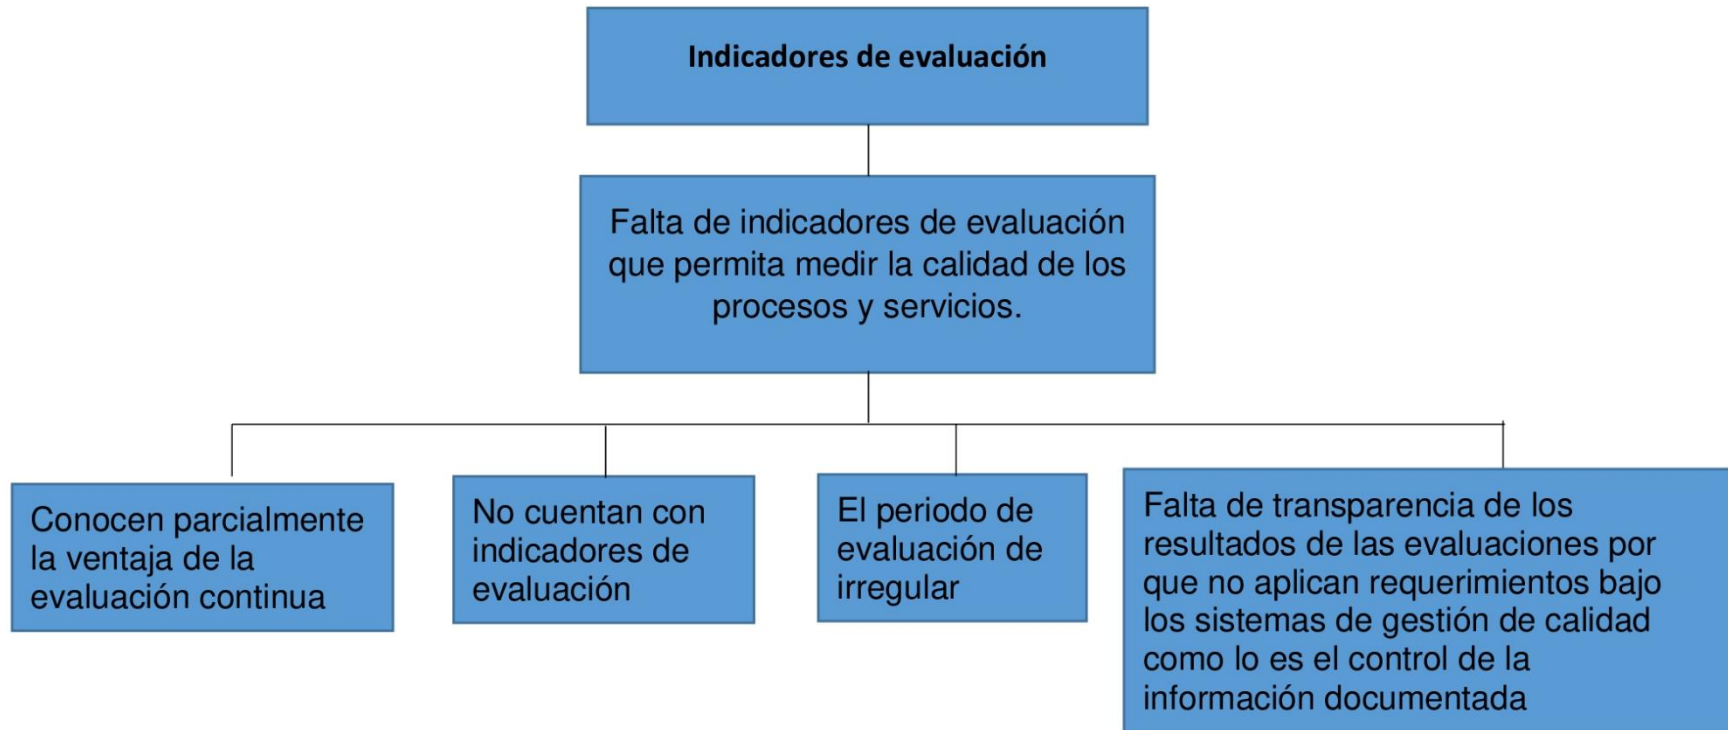 Indicadores de evaluación
Falta de indicadores de evaluación
que permita medir la calidad de los
procesos y servicios.
Conocen parcialmente
la ventaja de la
evaluación continua
No cuentan con
indicadores de
evaluación
El periodo de
evaluación de
irregular
Falta de transparencia de los
resultados de las evaluaciones por
que no aplican requerimientos bajo
los sistemas de gestión de calidad
como lo es el control de la
información documentada